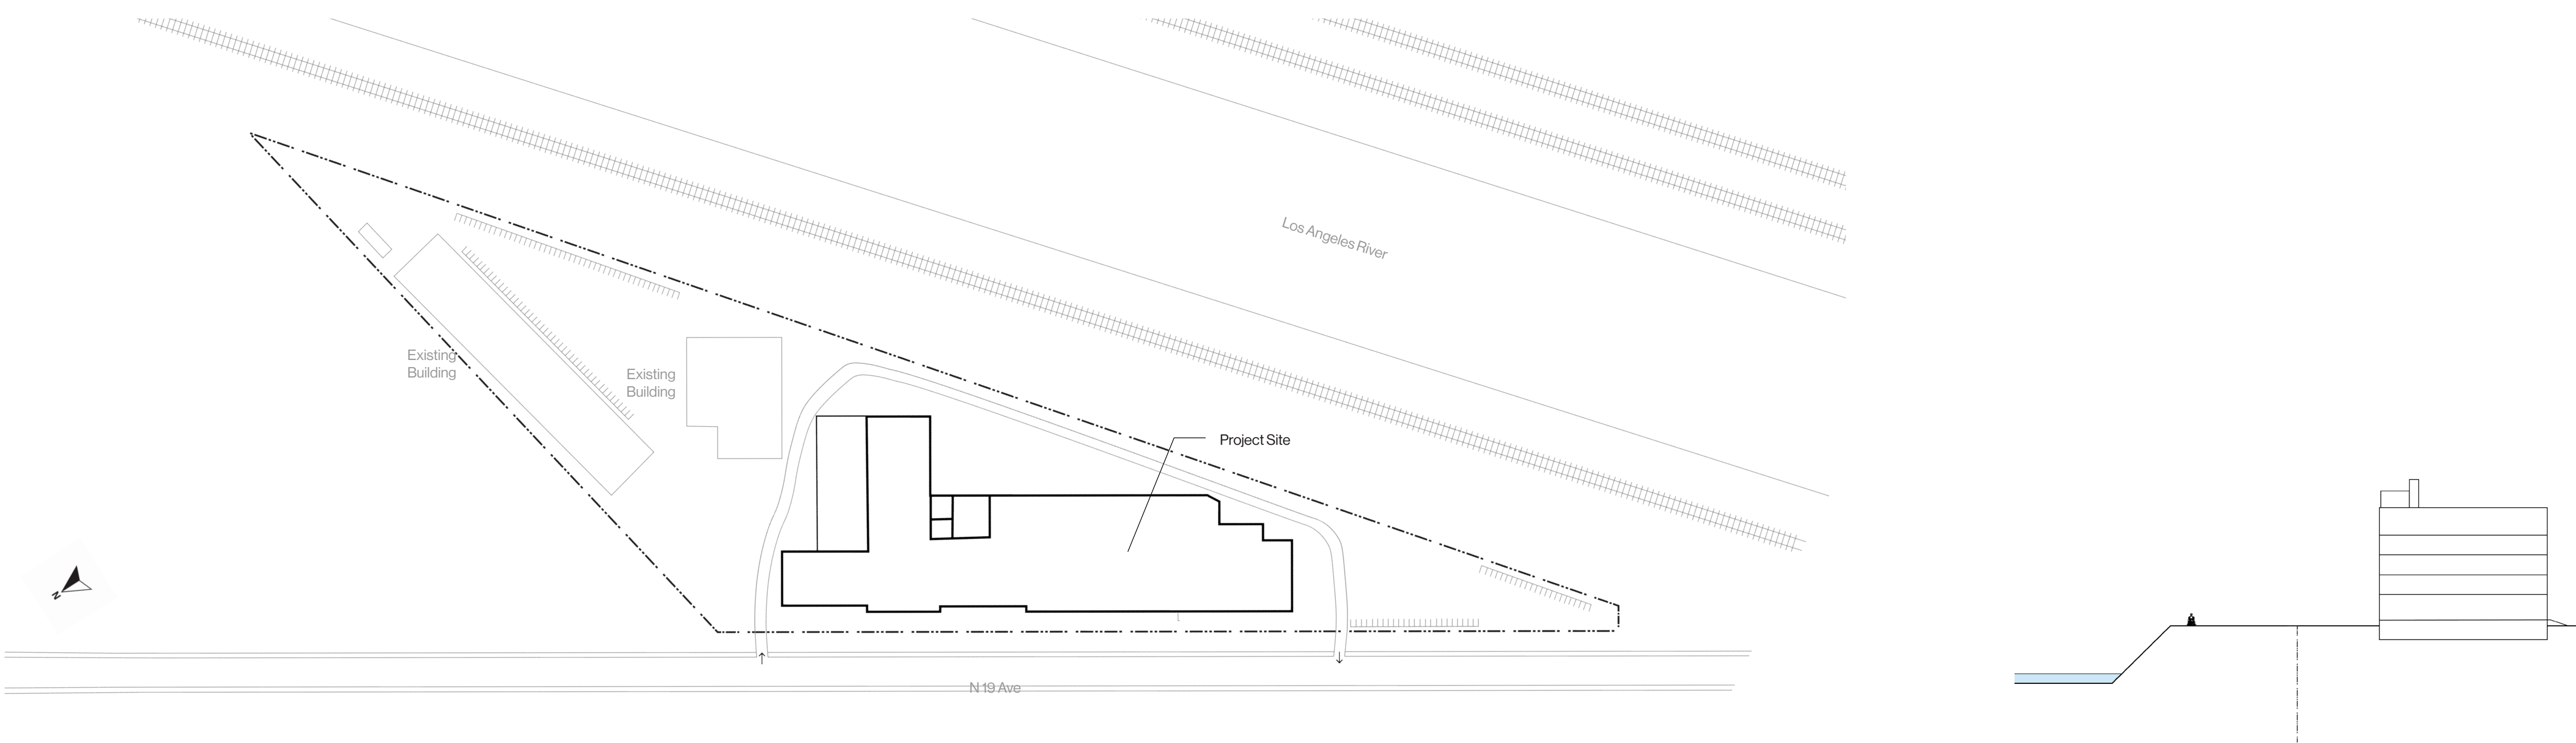 Los Angeles River
Existing
Building
Existing
Building
Project Site
N
N 19 Ave